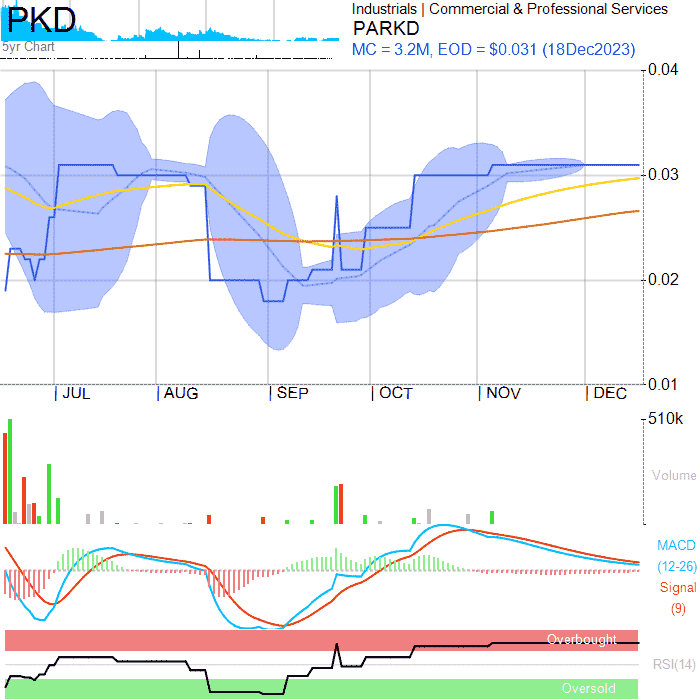 PKD
5yr Chart
Industrials | Commercial & Professional Services
PARKD
MC = 3.2M, EOD = $0.031 (18Dec2023)
0.04
0.03
0.02
0.01
JUL AUG SEP OCT NOV DEC
510k
Volume
MACD
(12-26)
Signal
(9)
Overbought
RSI(14)
Oversold